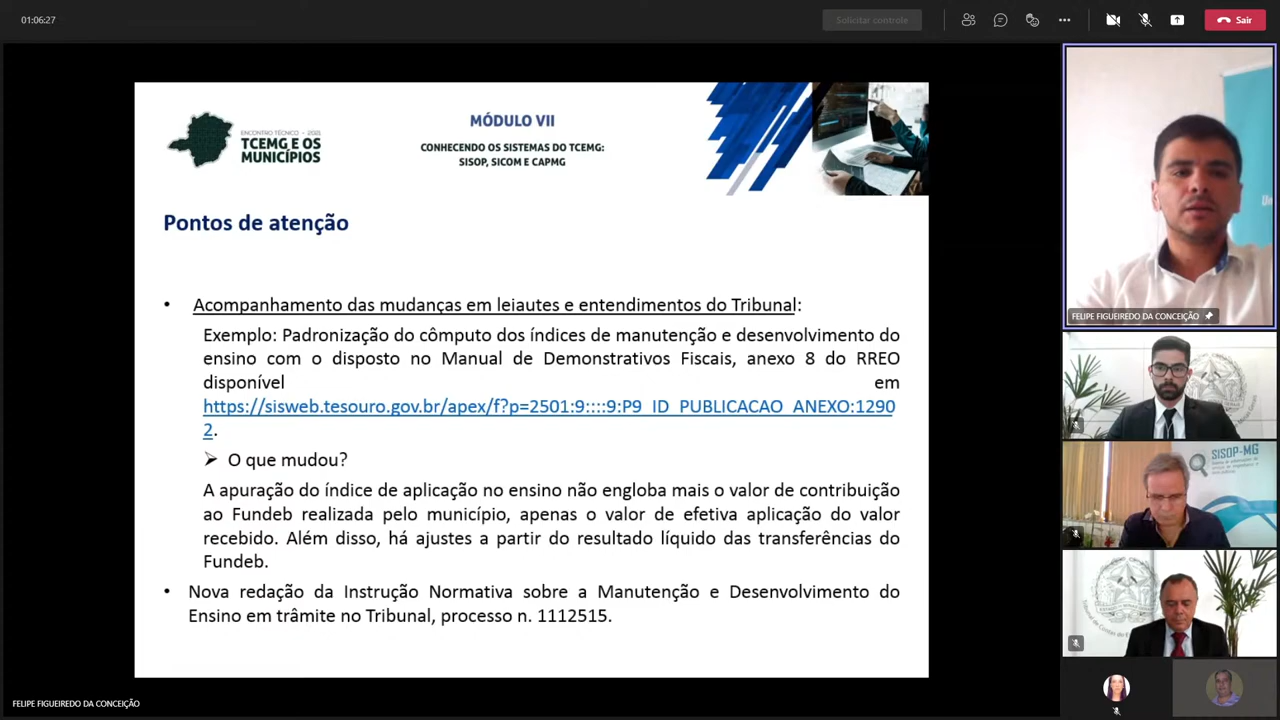 01:06:27
Solicitar controle
Sair
ENCONTRO TÉCNICO - 2021
TCEMG E OS
MUNICÍPIOS
MÓDULO VII
CONHECENDO OS SISTEMAS DO TCEMG:
SISOP, SICOM E CAPMG
Pontos de atenção
• Acompanhamento das mudanças em leiautes e entendimentos do Tribunal:
Exemplo: Padronização do cômputo dos índices de manutenção e desenvolvimento do
ensino com o disposto no Manual de Demonstrativos Fiscais, anexo 8 do RREO
disponível em
https://sisweb.tesouro.gov.br/apex/f?p=2501:9::::9:P9_ID_PUBLICACAO_ANEXO:1290
2.
➢ O que mudou?
A apuração do índice de aplicação no ensino não engloba mais o valor de contribuição
ao Fundeb realizada pelo município, apenas o valor de efetiva aplicação do valor
recebido. Além disso, há ajustes a partir do resultado líquido das transferências do
Fundeb.
• Nova redação da Instrução Normativa sobre a Manutenção e Desenvolvimento do
Ensino em trâmite no Tribunal, processo n. 1112515.
FELIPE FIGUEIREDO DA CONCEIÇÃO
SISOP-MG
FELIPE FIGUEIREDO DA CONCEIÇÃO